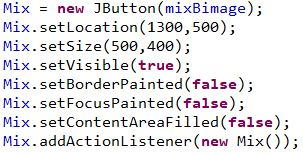 Mix = new JButton(mixBimage);
Mix.setLocation(1300,500);
Mix.setSize(500,400);
Mix.setVisible(true);
Mix.setBorderPainted(false);
Mix.setFocusPainted(false);
Mix.setContentAreaFilled(false);
Mix.addActionListener(new Mix());